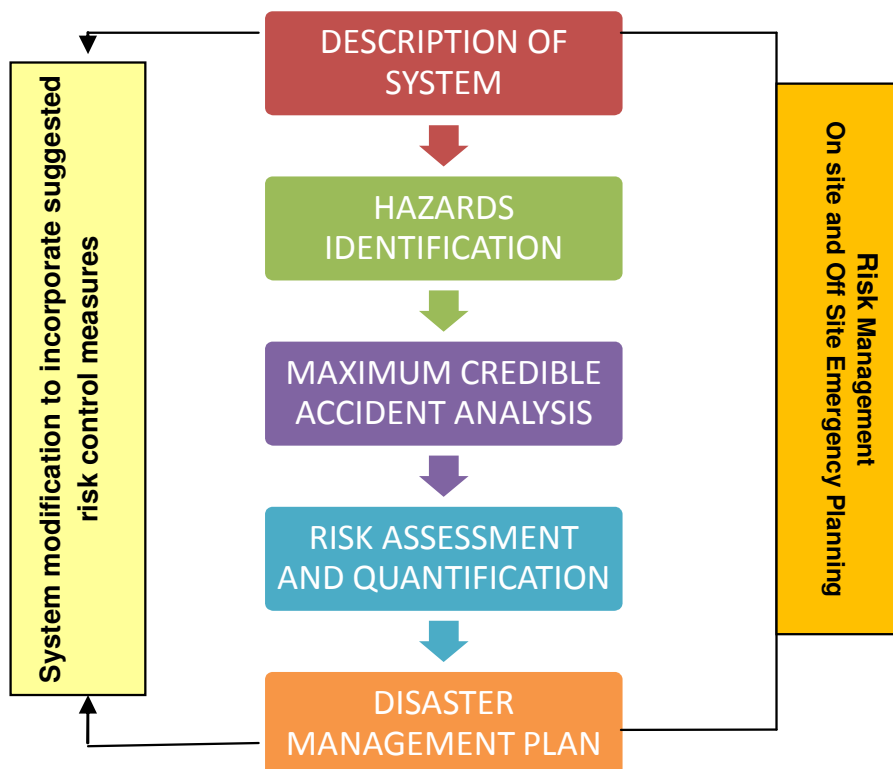 DESCRIPTION OF
SYSTEM
HAZARDS
IDENTIFICATION
MAXIMUM CREDIBLE
ACCIDENT ANALYSIS
RISK ASSESSMENT
AND QUANTIFICATION
DISASTER
MANAGEMENT PLAN
System modification to incorporate suggested
risk control measures
Risk Management
On site and Off Site Emergency Planning